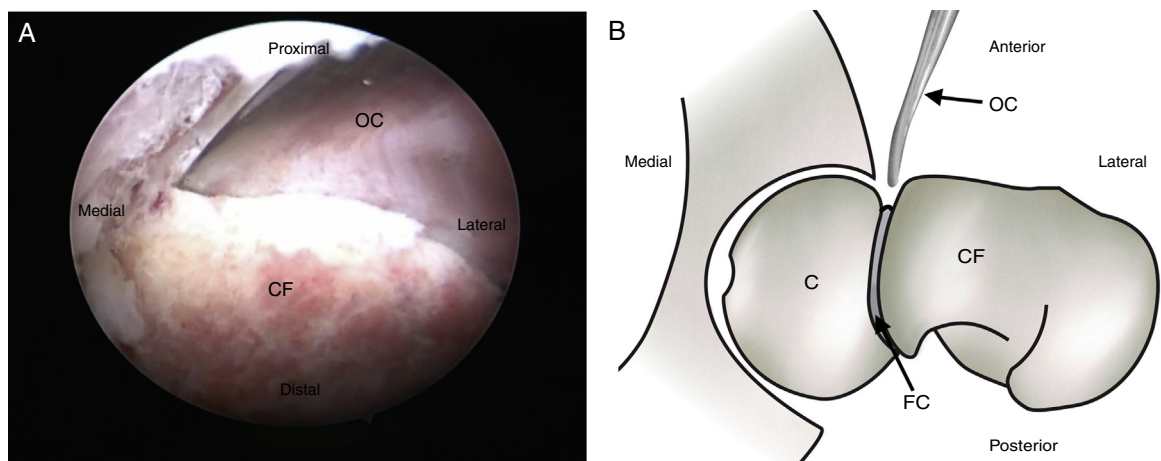 A
Proximal
OC
Medial
Lateral
CF
Distal
B
Anterior
OC
Medial
Lateral
C
CF
FC
Posterior